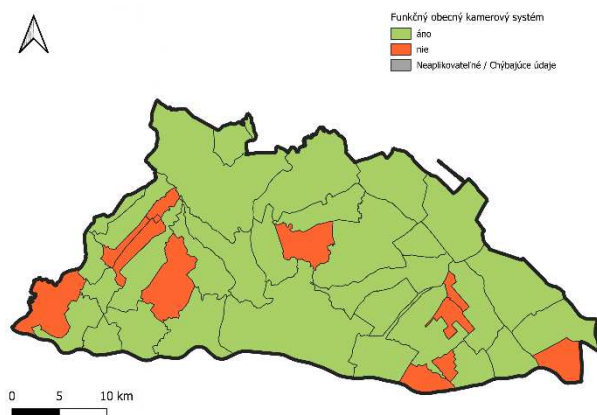 Funkčný obecný kamerový systém
áno
nie
Neaplikovateľné / Chýbajúce údaje
0 5 10 km